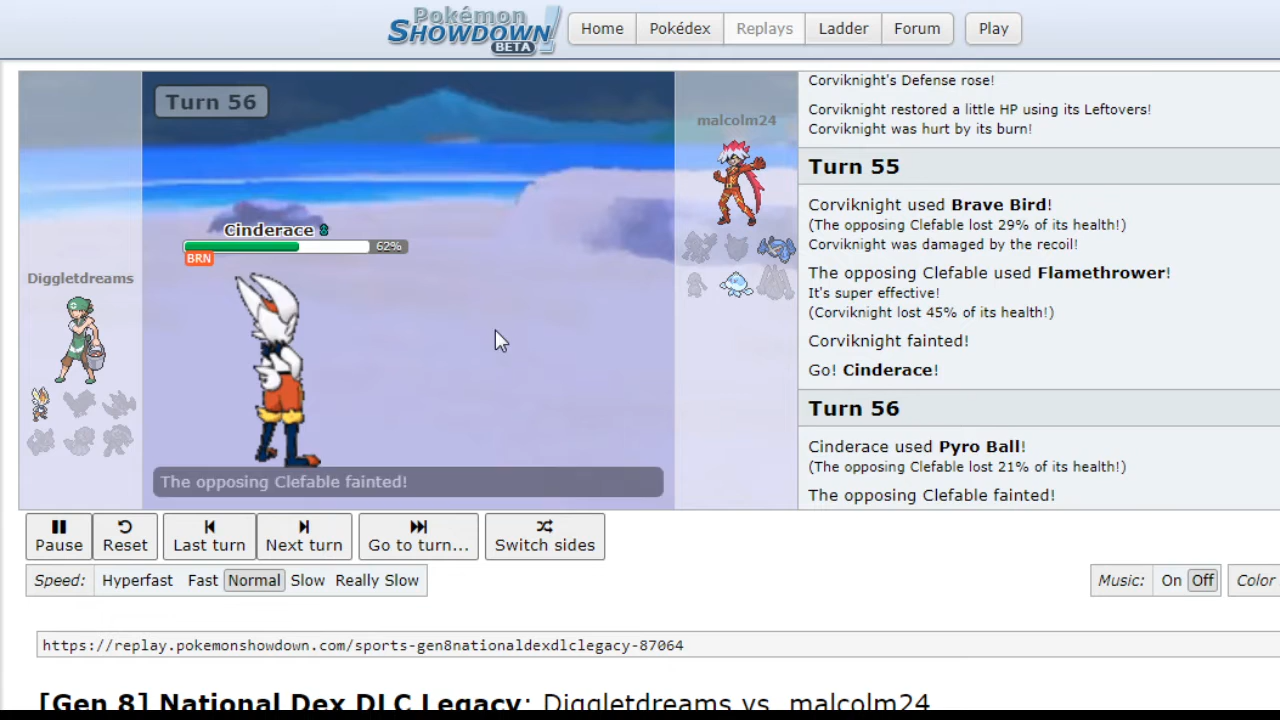 Pokémon
SHOWDOWN!
BETA
Home
Pokédex
Replays
Ladder
Forum
Play
Turn 56
Diggletdreams
malcolm24
Cinderace
62%
BRN
The opposing Clefable fainted!
Corviknight's Defense rose!
Corviknight restored a little HP using its Leftovers!
Corviknight was hurt by its burn!
Turn 55
Corviknight used Brave Bird!
(The opposing Clefable lost 29% of its health!)
Corviknight was damaged by the recoil!
The opposing Clefable used Flamethrower!
It's super effective!
(Corviknight lost 45% of its health!)
Corviknight fainted!
Go! Cinderace!
Turn 56
Cinderace used Pyro Ball!
(The opposing Clefable lost 21% of its health!)
The opposing Clefable fainted!
Pause
Reset
Last turn
Next turn
Go to turn...
Switch sides
Speed: Hyperfast Fast Normal Slow Really Slow
Music: On Off
Color
https://replay.pokemonshowdown.com/sports-gen8nationaldexdlclegacy-87064
[Gen 8] National Dex DLC Legacy: Diggletdreams vs. malcolm24